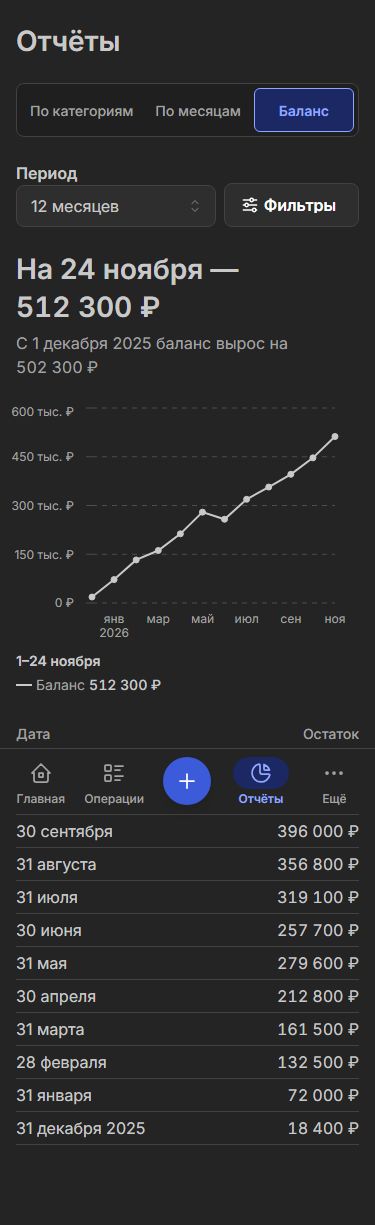 Отчёты
По категориям
По месяцам
Баланс
Период
12 месяцев
Фильтры
На 24 ноября —
512 300 ₽
С 1 декабря 2025 баланс вырос на
502 300 ₽
600 тыс. ₽
450 тыс. ₽
300 тыс. ₽
150 тыс. ₽
0 ₽
янв мар май июл сен ноя
2026
1–24 ноября
Баланс 512 300 ₽
Дата Остаток
Главная Операции Отчёты Ещё
30 сентября 396 000 ₽
31 августа 356 800 ₽
31 июля 319 100 ₽
30 июня 257 700 ₽
31 мая 279 600 ₽
30 апреля 212 800 ₽
31 марта 161 500 ₽
28 февраля 132 500 ₽
31 января 72 000 ₽
31 декабря 2025 18 400 ₽